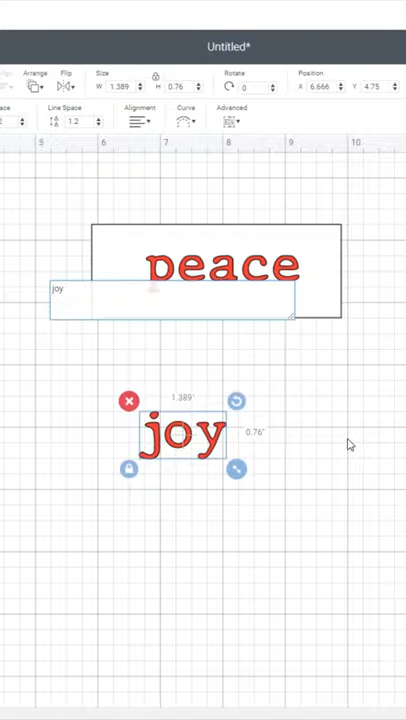 Untitled*
Arrange Flip Size Rotate Position
W 1.389 H 0.76 0 X 6.666 Y 4.75
Line Space Alignment Curve Advanced
1.2
5 6 7 8 9 10
peace
joy
1.389"
joy
0.76"